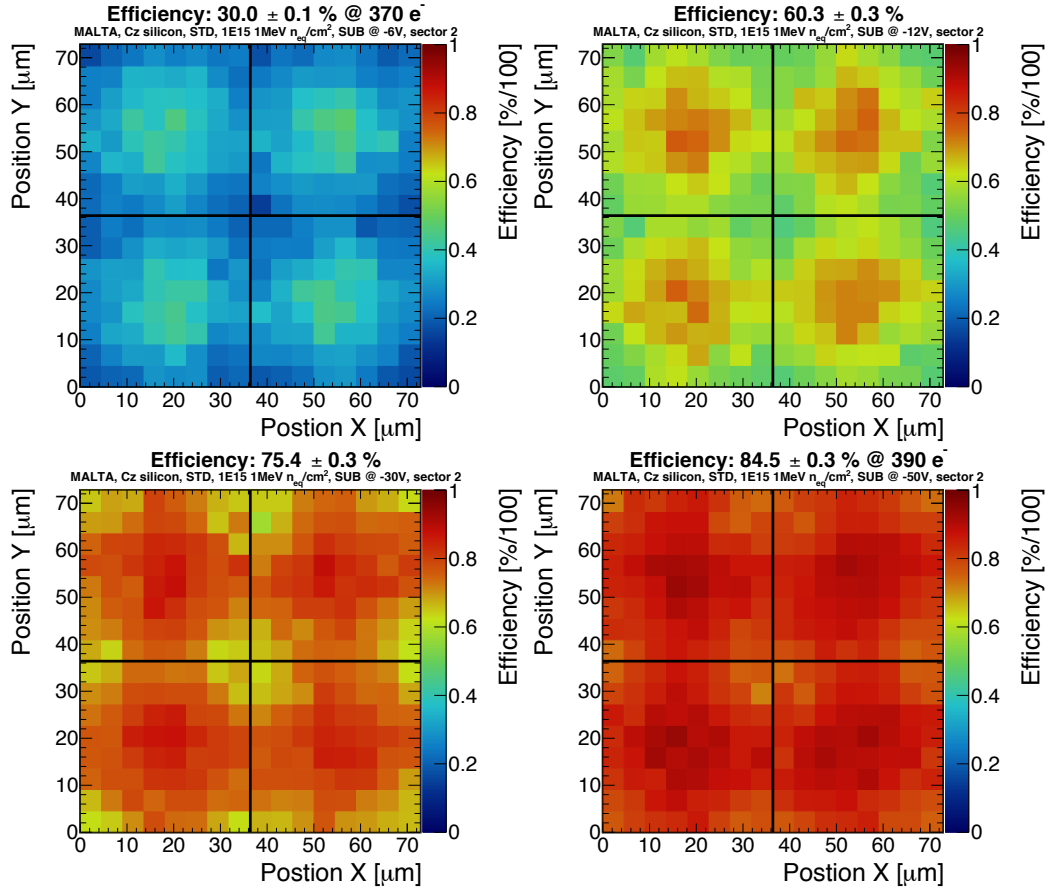 Efficiency: 30.0 ± 0.1 % @ 370 e-
MALTA, Cz silicon, STD, 1E15 1MeV n_eq/cm², SUB @ -6V, sector 2
Position Y [μm]
70
60
50
40
30
20
10
0
0 10 20 30 40 50 60 70
Postion X [μm]
1
0.8
0.6
0.4
0.2
0
Efficiency [%/100]
60.3 ± 0.3 %
MALTA, Cz silicon, STD, 1E15 1MeV n_eq/cm², SUB @ -12V, sector 2
Position Y [μm]
70
60
50
40
30
20
10
0
0 10 20 30 40 50 60 70
Postion X [μm]
1
0.8
0.6
0.4
0.2
0
Efficiency [%/100]
Efficiency: 75.4 ± 0.3 %
MALTA, Cz silicon, STD, 1E15 1MeV n_eq/cm², SUB @ -30V, sector 2
Position Y [μm]
70
60
50
40
30
20
10
0
0 10 20 30 40 50 60 70
Postion X [μm]
1
0.8
0.6
0.4
0.2
0
Efficiency [%/100]
84.5 ± 0.3 % @ 390 e-
MALTA, Cz silicon, STD, 1E15 1MeV n_eq/cm², SUB @ -50V, sector 2
Position Y [μm]
70
60
50
40
30
20
10
0
0 10 20 30 40 50 60 70
Postion X [μm]
1
0.8
0.6
0.4
0.2
0
Efficiency [%/100]